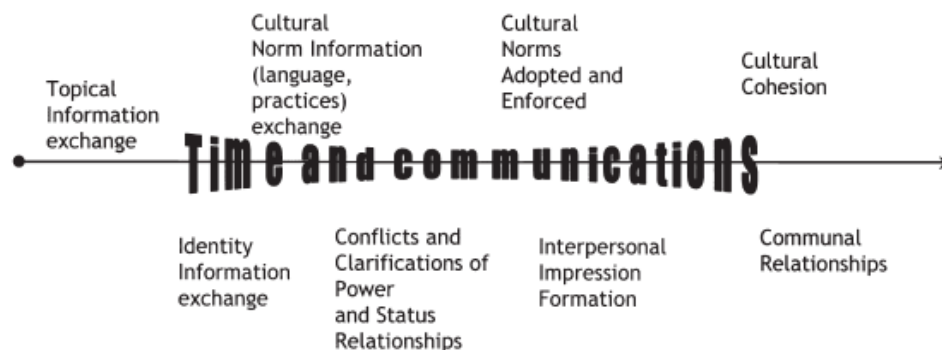 Topical
Information
exchange
Cultural
Norm Information
(language,
practices)
exchange
Cultural
Norms
Adopted and
Enforced
Cultural
Cohesion
Time and communications
Identity
Information
exchange
Conflicts and
Clarifications of
Power
and Status
Relationships
Interpersonal
Impression
Formation
Communal
Relationships